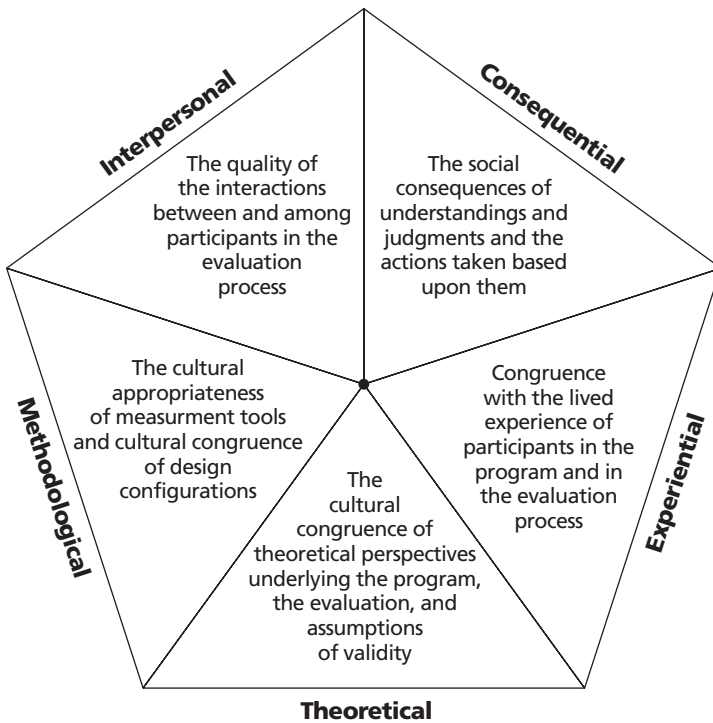 Interpersonal
The quality of
the interactions
between and among
participants in the
evaluation
process
Consequential
The social
consequences of
understandings and
judgments and the
actions taken based
upon them
Methodological
The cultural
appropriateness
of measurment tools
and cultural congruence
of design
configurations
Experiential
Congruence
with the lived
experience of
participants in the
program and in
the evaluation
process
The
cultural
congruence of
theoretical perspectives
underlying the program,
the evaluation, and
assumptions
of validity
Theoretical